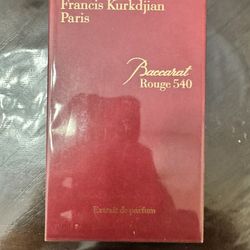 Francis Kurkdjian
Paris
Baccarat
Rouge 540
Extrait de parfum